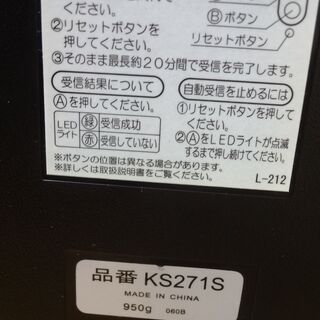 ください。
②リセットボタンを
押してください。
③そのまま最長約20分間で受信を完了します。
Ⓑボタン
リセットボタン
受信結果について
Ⓐを押してください。
LEDライト
緑 受信成功
赤 受信していない
自動受信を止めるには
①リセットボタンを押してください。
②ⒶをLEDライトが点滅
するまで押し続けてください。
※ボタンの位置は異なる場合があります。
※詳しくは取扱説明書をご覧ください。
L-212
品番 KS271S
MADE IN CHINA
950g 060B